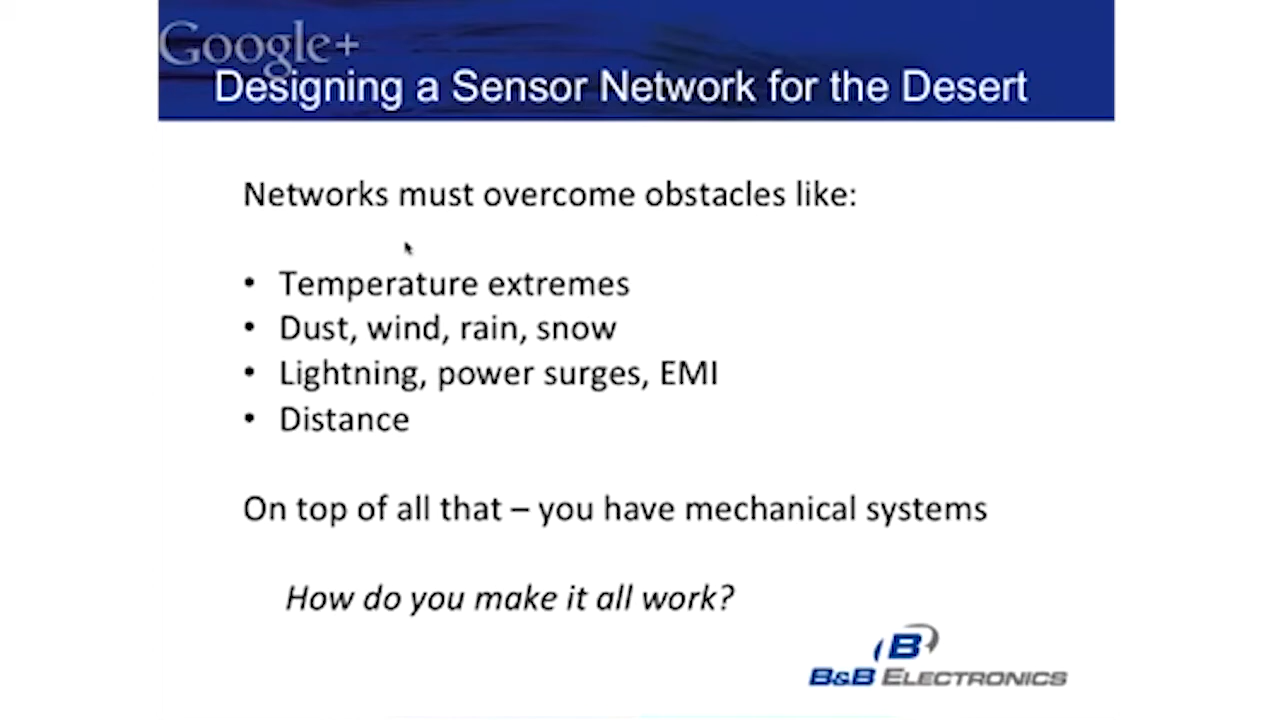 Google+
Designing a Sensor Network for the Desert
Networks must overcome obstacles like:
• Temperature extremes
• Dust, wind, rain, snow
• Lightning, power surges, EMI
• Distance
On top of all that – you have mechanical systems
How do you make it all work?
B
B&B ELECTRONICS